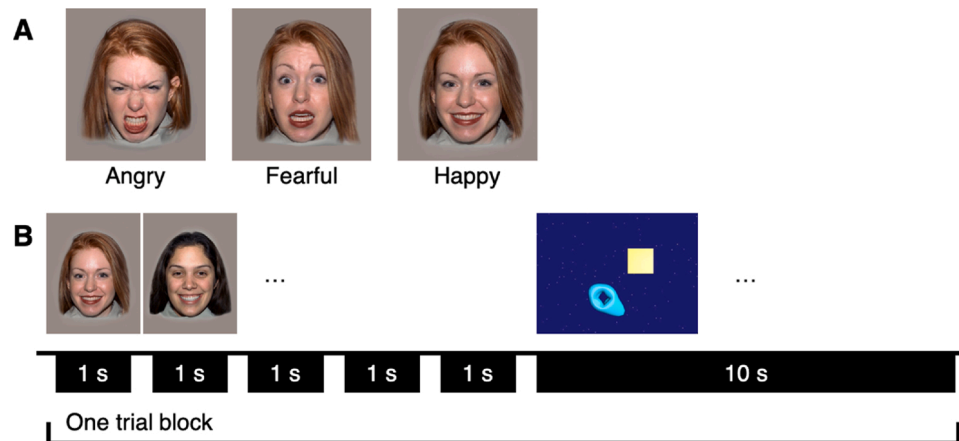 A
Angry
Fearful
Happy
B
...
...
1 s
1 s
1 s
1 s
1 s
10 s
One trial block